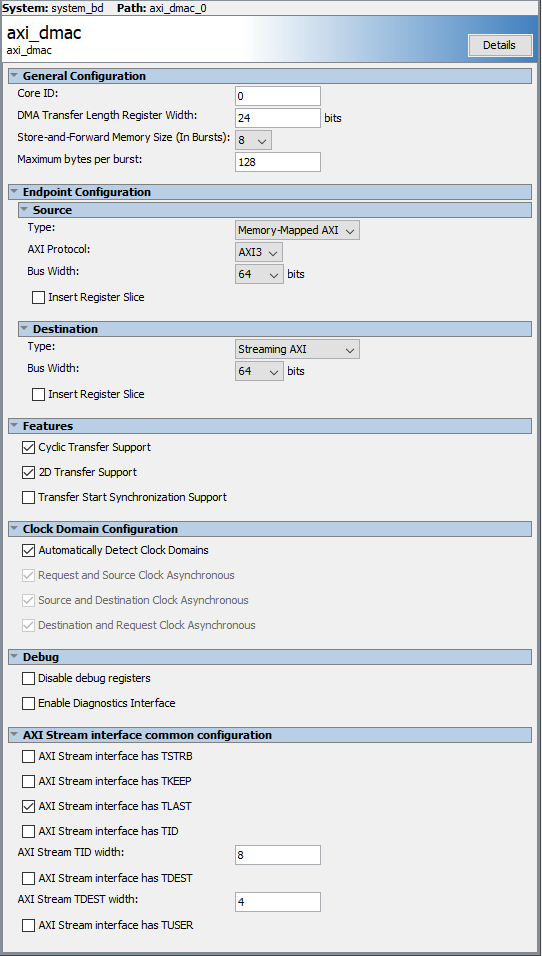 System: system_bd Path: axi_dmac_0
axi_dmac
axi_dmac
Details
General Configuration
Core ID: 0
DMA Transfer Length Register Width: 24 bits
Store-and-Forward Memory Size (In Bursts): 8
Maximum bytes per burst: 128
Endpoint Configuration
Source
Type: Memory-Mapped AXI
AXI Protocol: AXI3
Bus Width: 64 bits
Insert Register Slice
Destination
Type: Streaming AXI
Bus Width: 64 bits
Insert Register Slice
Features
Cyclic Transfer Support
2D Transfer Support
Transfer Start Synchronization Support
Clock Domain Configuration
Automatically Detect Clock Domains
Request and Source Clock Asynchronous
Source and Destination Clock Asynchronous
Destination and Request Clock Asynchronous
Debug
Disable debug registers
Enable Diagnostics Interface
AXI Stream interface common configuration
AXI Stream interface has TSTRB
AXI Stream interface has TKEEP
AXI Stream interface has TLAST
AXI Stream interface has TID
AXI Stream TID width: 8
AXI Stream interface has TDEST
AXI Stream TDEST width: 4
AXI Stream interface has TUSER